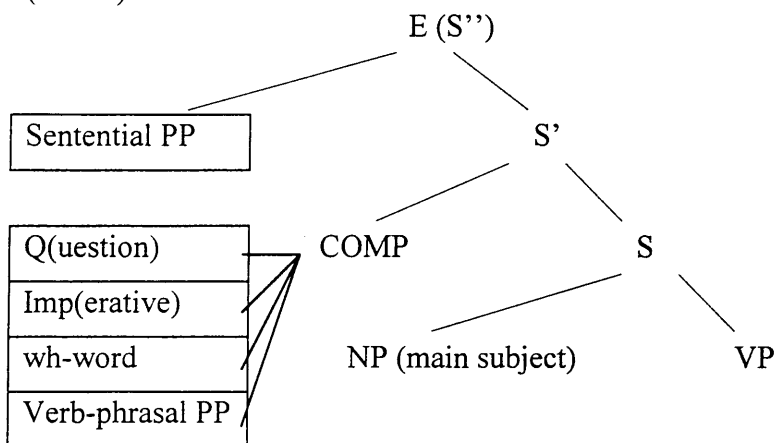 E (S’’)
Sentential PP
S’
Q(uestion)
COMP
S
Imp(erative)
wh-word
NP (main subject)
VP
Verb-phrasal PP